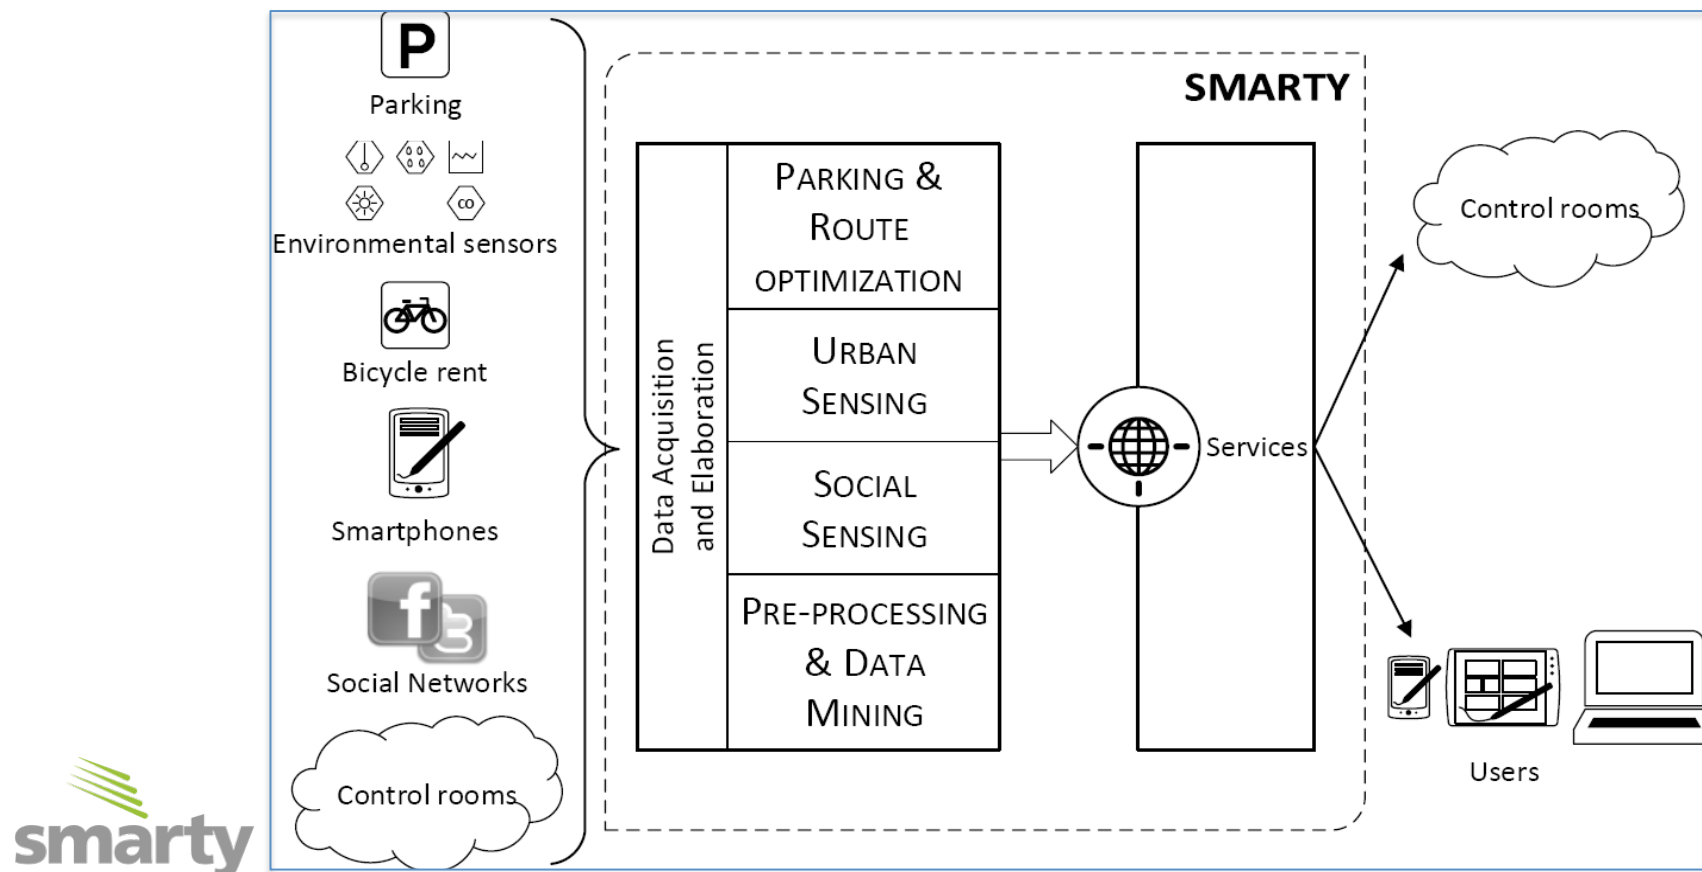 P
Parking
co
Environmental sensors
Bicycle rent
Smartphones
f
t
Social Networks
Control rooms
smarty
SMARTY
Data Acquisition
and Elaboration
PARKING &
ROUTE
OPTIMIZATION
URBAN
SENSING
SOCIAL
SENSING
PRE-PROCESSING
& DATA
MINING
Services
Control rooms
Users